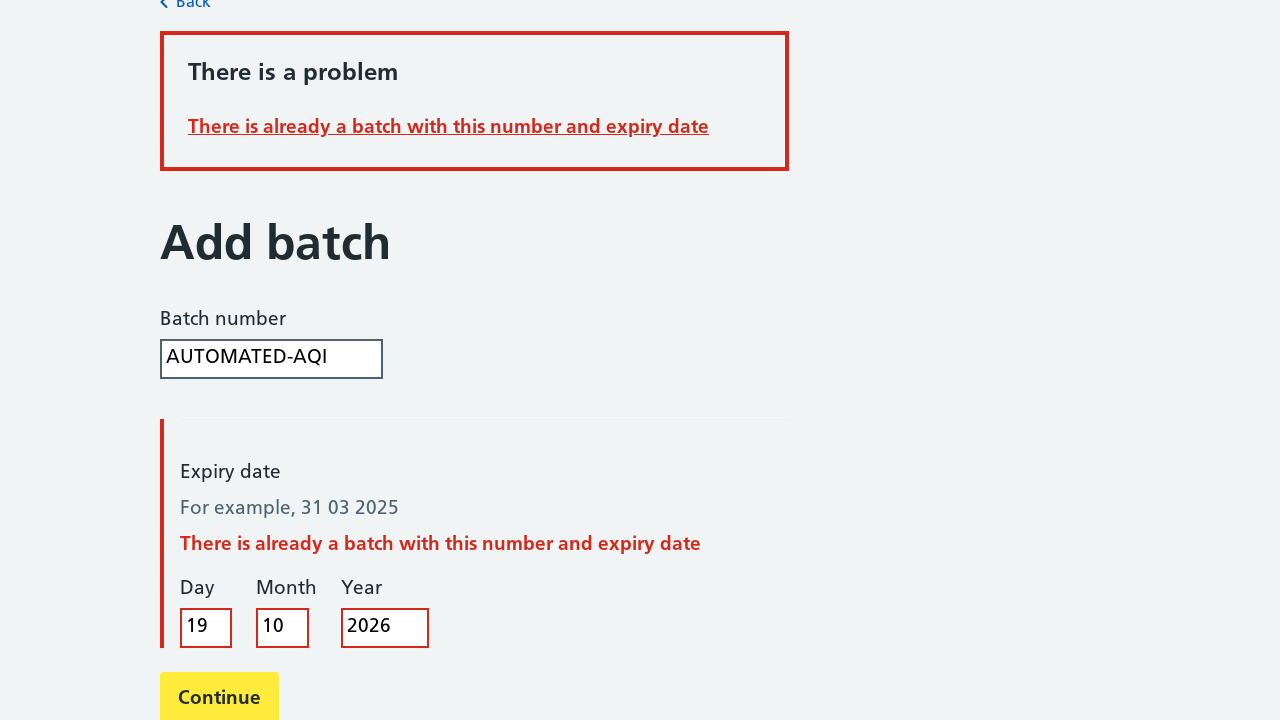 Back
There is a problem
There is already a batch with this number and expiry date
Add batch
Batch number
AUTOMATED-AQI
Expiry date
For example, 31 03 2025
There is already a batch with this number and expiry date
Day Month Year
19 10 2026
Continue